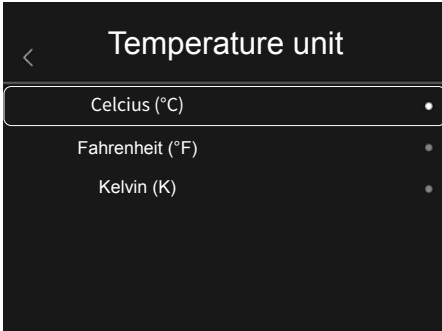 Temperature unit
Celcius (°C)
Fahrenheit (°F)
Kelvin (K)